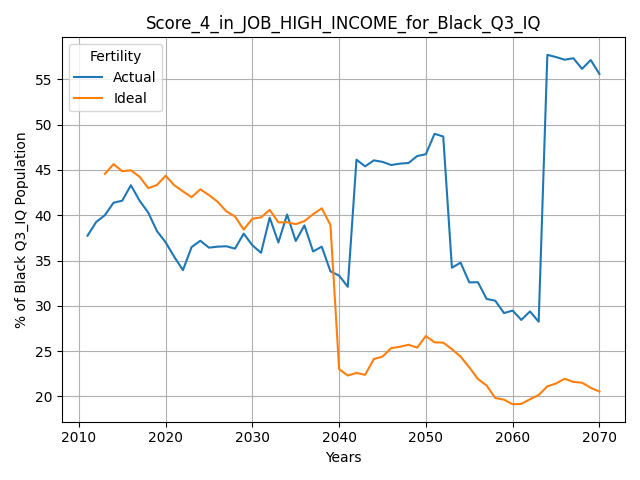 Score_4_in_JOB_HIGH_INCOME_for_Black_Q3_IQ
Fertility
Actual
Ideal
% of Black Q3_IQ Population
55
50
45
40
35
30
25
20
2010
2020
2030
2040
2050
2060
2070
Years